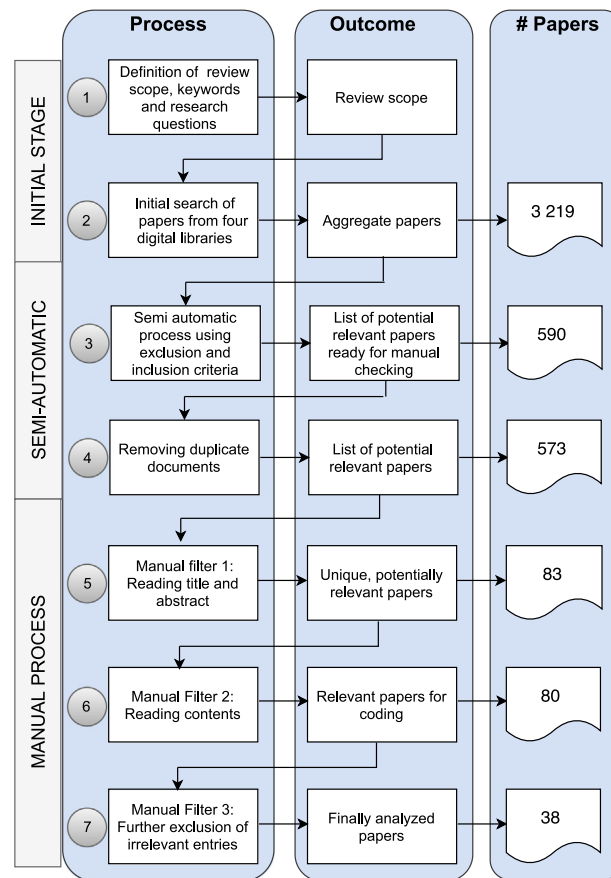 Process
Outcome
# Papers
INITIAL STAGE
1
Definition of review
scope, keywords
and research
questions
Review scope
2
Initial search of
papers from four
digital libraries
Aggregate papers
3 219
SEMI-AUTOMATIC
3
Semi automatic
process using
exclusion and
inclusion criteria
List of potential
relevant papers
ready for manual
checking
590
4
Removing duplicate
documents
List of potential
relevant papers
573
MANUAL PROCESS
5
Manual filter 1:
Reading title and
abstract
Unique, potentially
relevant papers
83
6
Manual Filter 2:
Reading contents
Relevant papers for
coding
80
7
Manual Filter 3:
Further exclusion of
irrelevant entries
Finally analyzed
papers
38